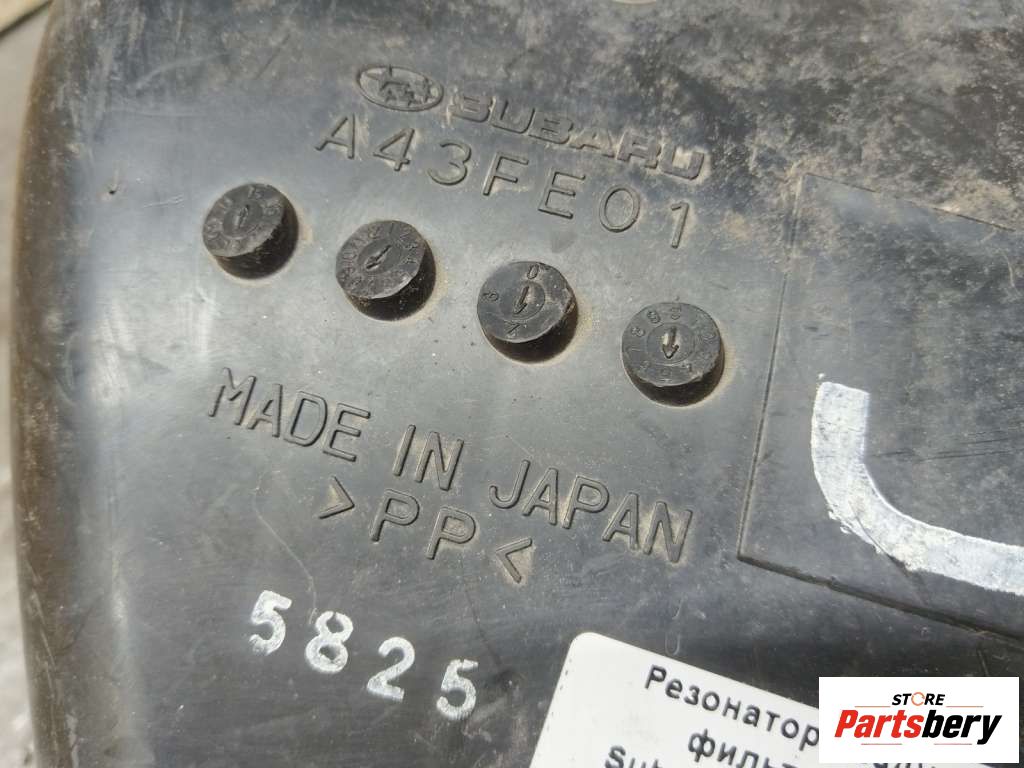 SUBARU
A43FE01
MADE IN JAPAN
>PP<
5825
Резонатор
STORE
Partsbery